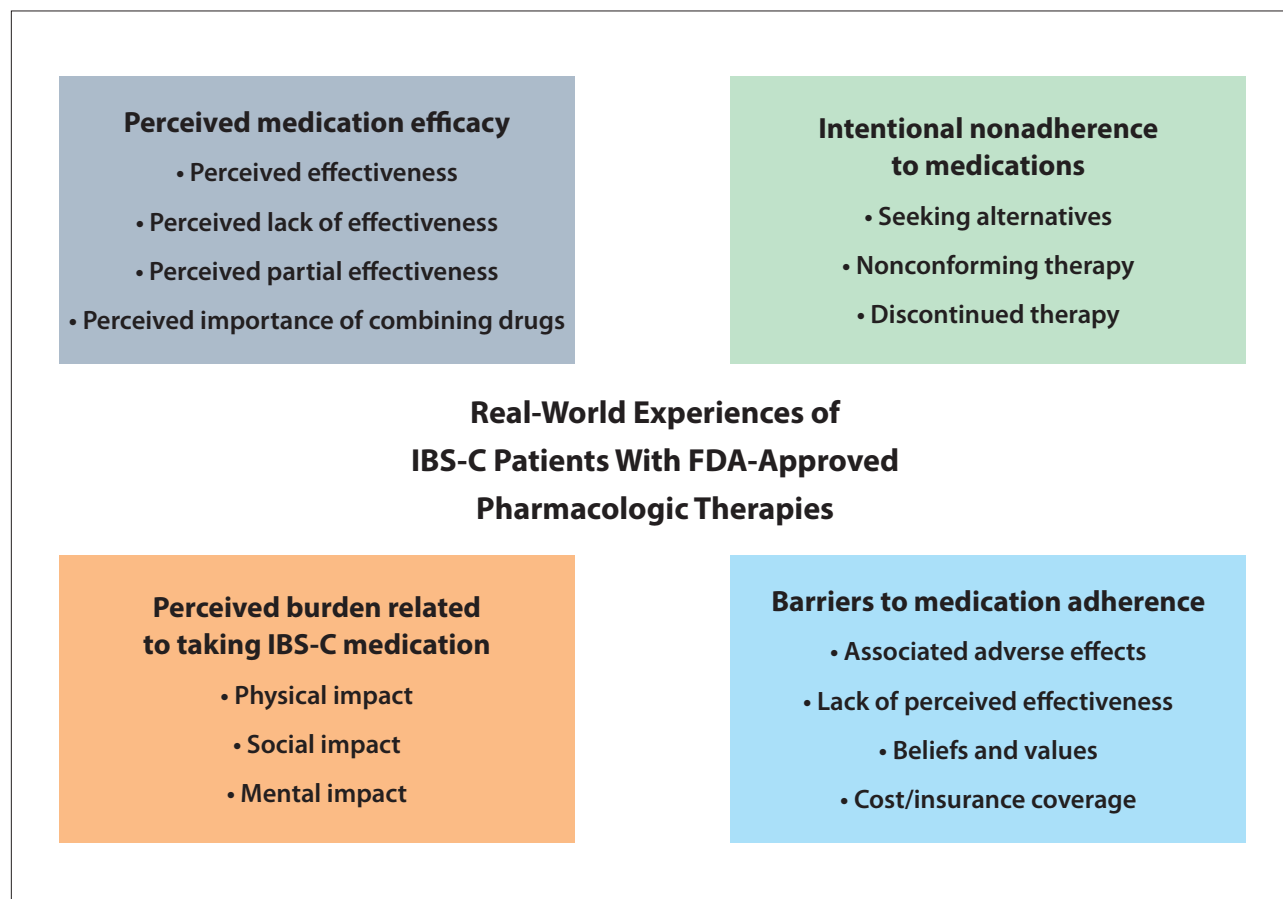 Perceived medication efficacy
• Perceived effectiveness
• Perceived lack of effectiveness
• Perceived partial effectiveness
• Perceived importance of combining drugs
Intentional nonadherence
to medications
• Seeking alternatives
• Nonconforming therapy
• Discontinued therapy
Real-World Experiences of
IBS-C Patients With FDA-Approved
Pharmacologic Therapies
Perceived burden related
to taking IBS-C medication
• Physical impact
• Social impact
• Mental impact
Barriers to medication adherence
• Associated adverse effects
• Lack of perceived effectiveness
• Beliefs and values
• Cost/insurance coverage